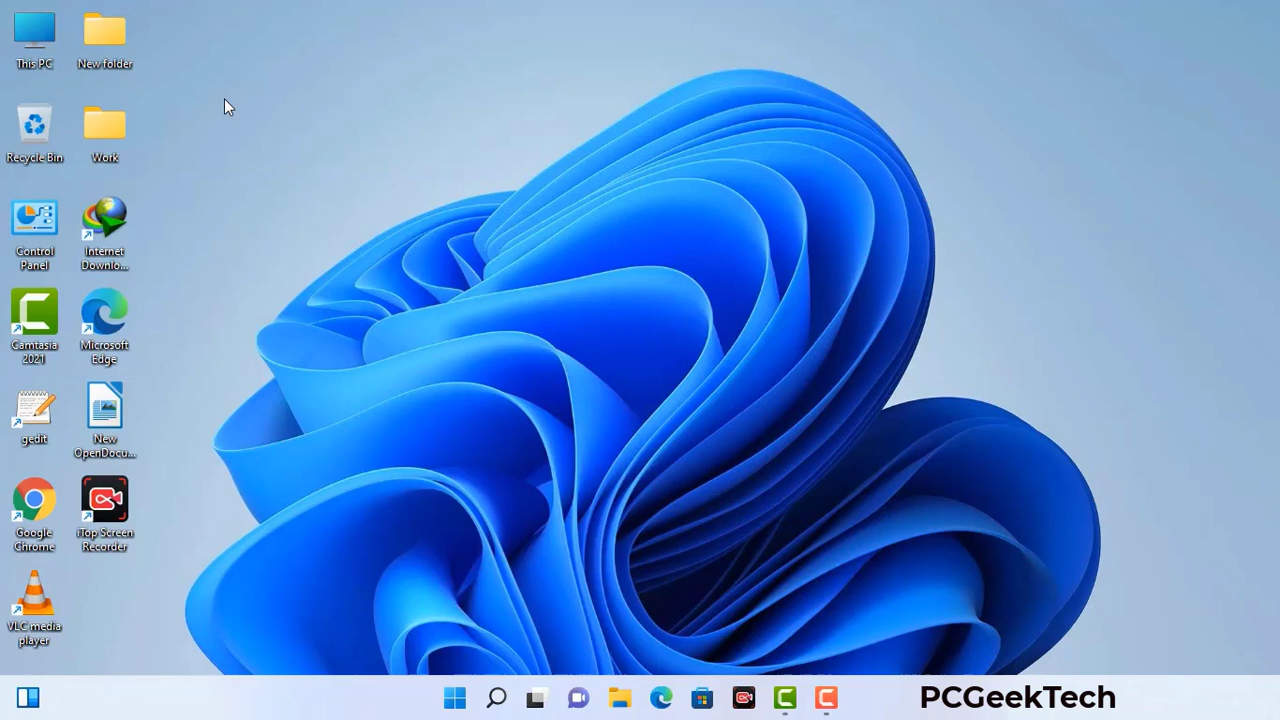 This PC
New folder
Recycle Bin
Work
Control
Panel
Internet
Downlo...
Camtasia
2021
Microsoft
Edge
gedit
New
OpenDocu...
Google
Chrome
iTop Screen
Recorder
VLC media
player
PCGeekTech